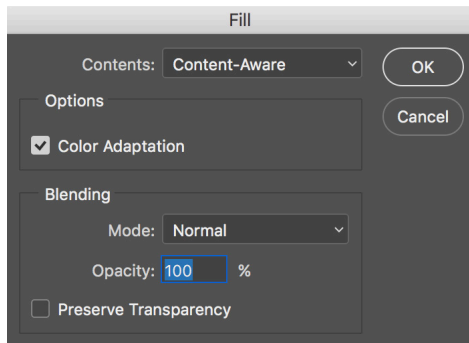 Fill
Contents: Content-Aware
OK
Options
Cancel
Color Adaptation
Blending
Mode: Normal
Opacity: 100 %
Preserve Transparency